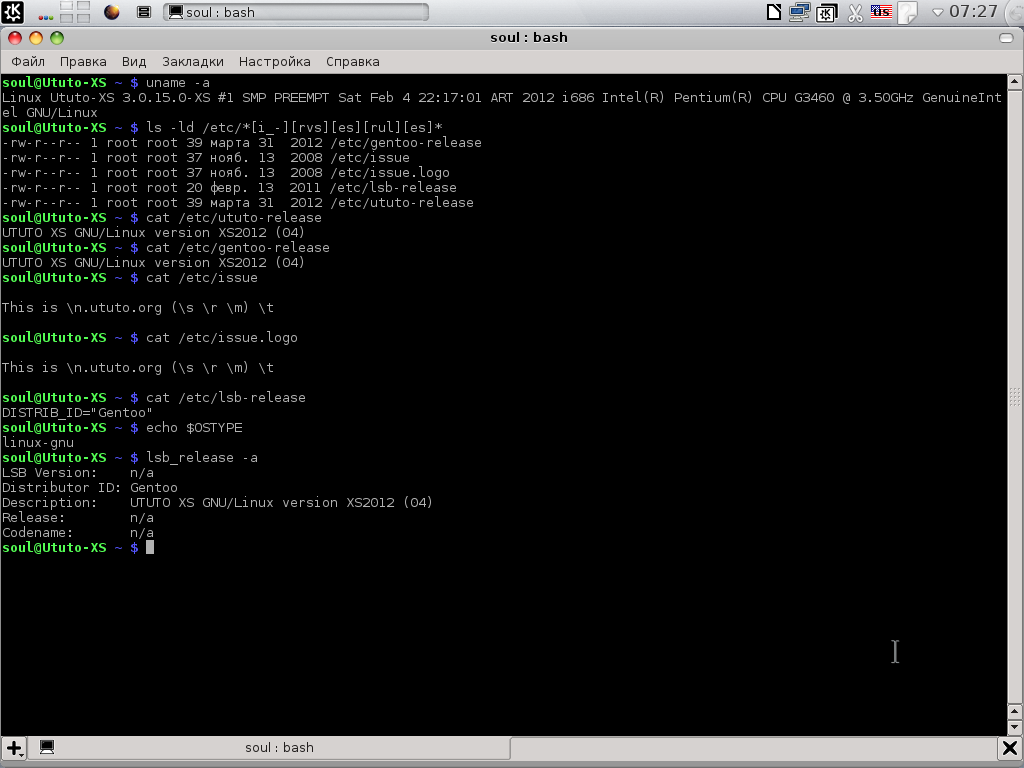 soul : bash
07:27
soul : bash
Файл Правка Вид Закладки Настройка Справка
soul@Ututo-XS ~ $ uname -a
Linux Ututo-XS 3.0.15.0-XS #1 SMP PREEMPT Sat Feb 4 22:17:01 ART 2012 i686 Intel(R) Pentium(R) CPU G3460 @ 3.50GHz GenuineInt
el GNU/Linux
soul@Ututo-XS ~ $ ls -ld /etc/*[i_-][rvs][es][rul][es]*
-rw-r--r-- 1 root root 39 марта 31  2012 /etc/gentoo-release
-rw-r--r-- 1 root root 37 нояб. 13  2008 /etc/issue
-rw-r--r-- 1 root root 37 нояб. 13  2008 /etc/issue.logo
-rw-r--r-- 1 root root 20 февр. 13  2011 /etc/lsb-release
-rw-r--r-- 1 root root 39 марта 31  2012 /etc/ututo-release
soul@Ututo-XS ~ $ cat /etc/ututo-release
UTUTO XS GNU/Linux version XS2012 (04)
soul@Ututo-XS ~ $ cat /etc/gentoo-release
UTUTO XS GNU/Linux version XS2012 (04)
soul@Ututo-XS ~ $ cat /etc/issue
This is \n.ututo.org (\s \r \m) \t
soul@Ututo-XS ~ $ cat /etc/issue.logo
This is \n.ututo.org (\s \r \m) \t
soul@Ututo-XS ~ $ cat /etc/lsb-release
DISTRIB_ID="Gentoo"
soul@Ututo-XS ~ $ echo $OSTYPE
linux-gnu
soul@Ututo-XS ~ $ lsb_release -a
LSB Version:    n/a
Distributor ID: Gentoo
Description:    UTUTO XS GNU/Linux version XS2012 (04)
Release:        n/a
Codename:       n/a
soul@Ututo-XS ~ $
soul : bash